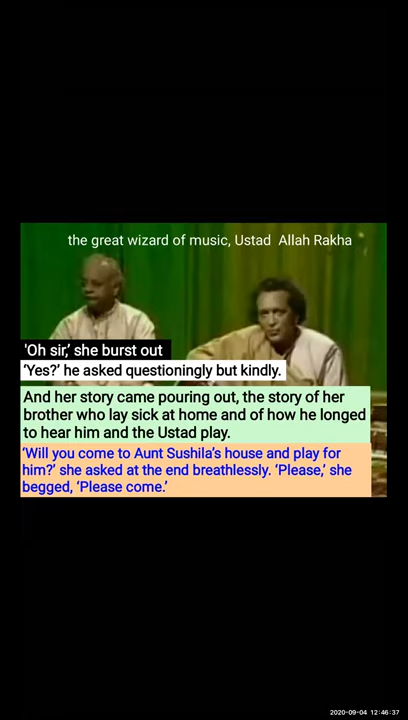 the great wizard of music, Ustad  Allah Rakha
'Oh sir,’ she burst out
‘Yes?’ he asked questioningly but kindly.
And her story came pouring out, the story of her
brother who lay sick at home and of how he longed
to hear him and the Ustad play.
‘Will you come to Aunt Sushila’s house and play for
him?’ she asked at the end breathlessly. ‘Please,’ she
begged, ‘Please come.’
2020-09-04 12:46:37